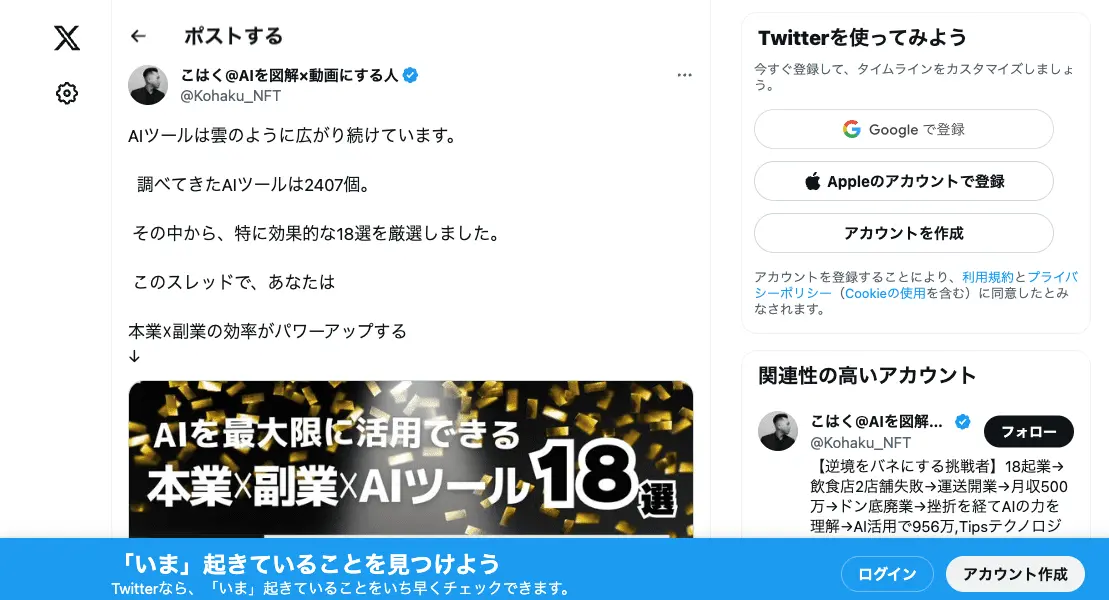 ポストする
こはく@AIを図解×動画にする人
@Kohaku_NFT
AIツールは雲のように広がり続けています。
調べてきたAIツールは2407個。
その中から、特に効果的な18選を厳選しました。
このスレッドで、あなたは
本業☓副業の効率がパワーアップする
↓
AIを最大限に活用できる
本業☓副業☓AIツール18選
Twitterを使ってみよう
今すぐ登録して、タイムラインをカスタマイズしましょ
う。
Google で登録
Appleのアカウントで登録
アカウントを作成
アカウントを登録することにより、利用規約とプライバ
シーポリシー（Cookieの使用を含む）に同意したとみ
なされます。
関連性の高いアカウント
こはく@AIを図解...
@Kohaku_NFT
フォロー
【逆境をバネにする挑戦者】18起業→
飲食店2店舗失敗→運送開業→月収500
万→ドン底廃業→挫折を経てAIの力を
理解→AI活用で956万,Tipsテクノロジ
「いま」起きていることを見つけよう
Twitterなら、「いま」起きていることをいち早くチェックできます。
ログイン
アカウント作成